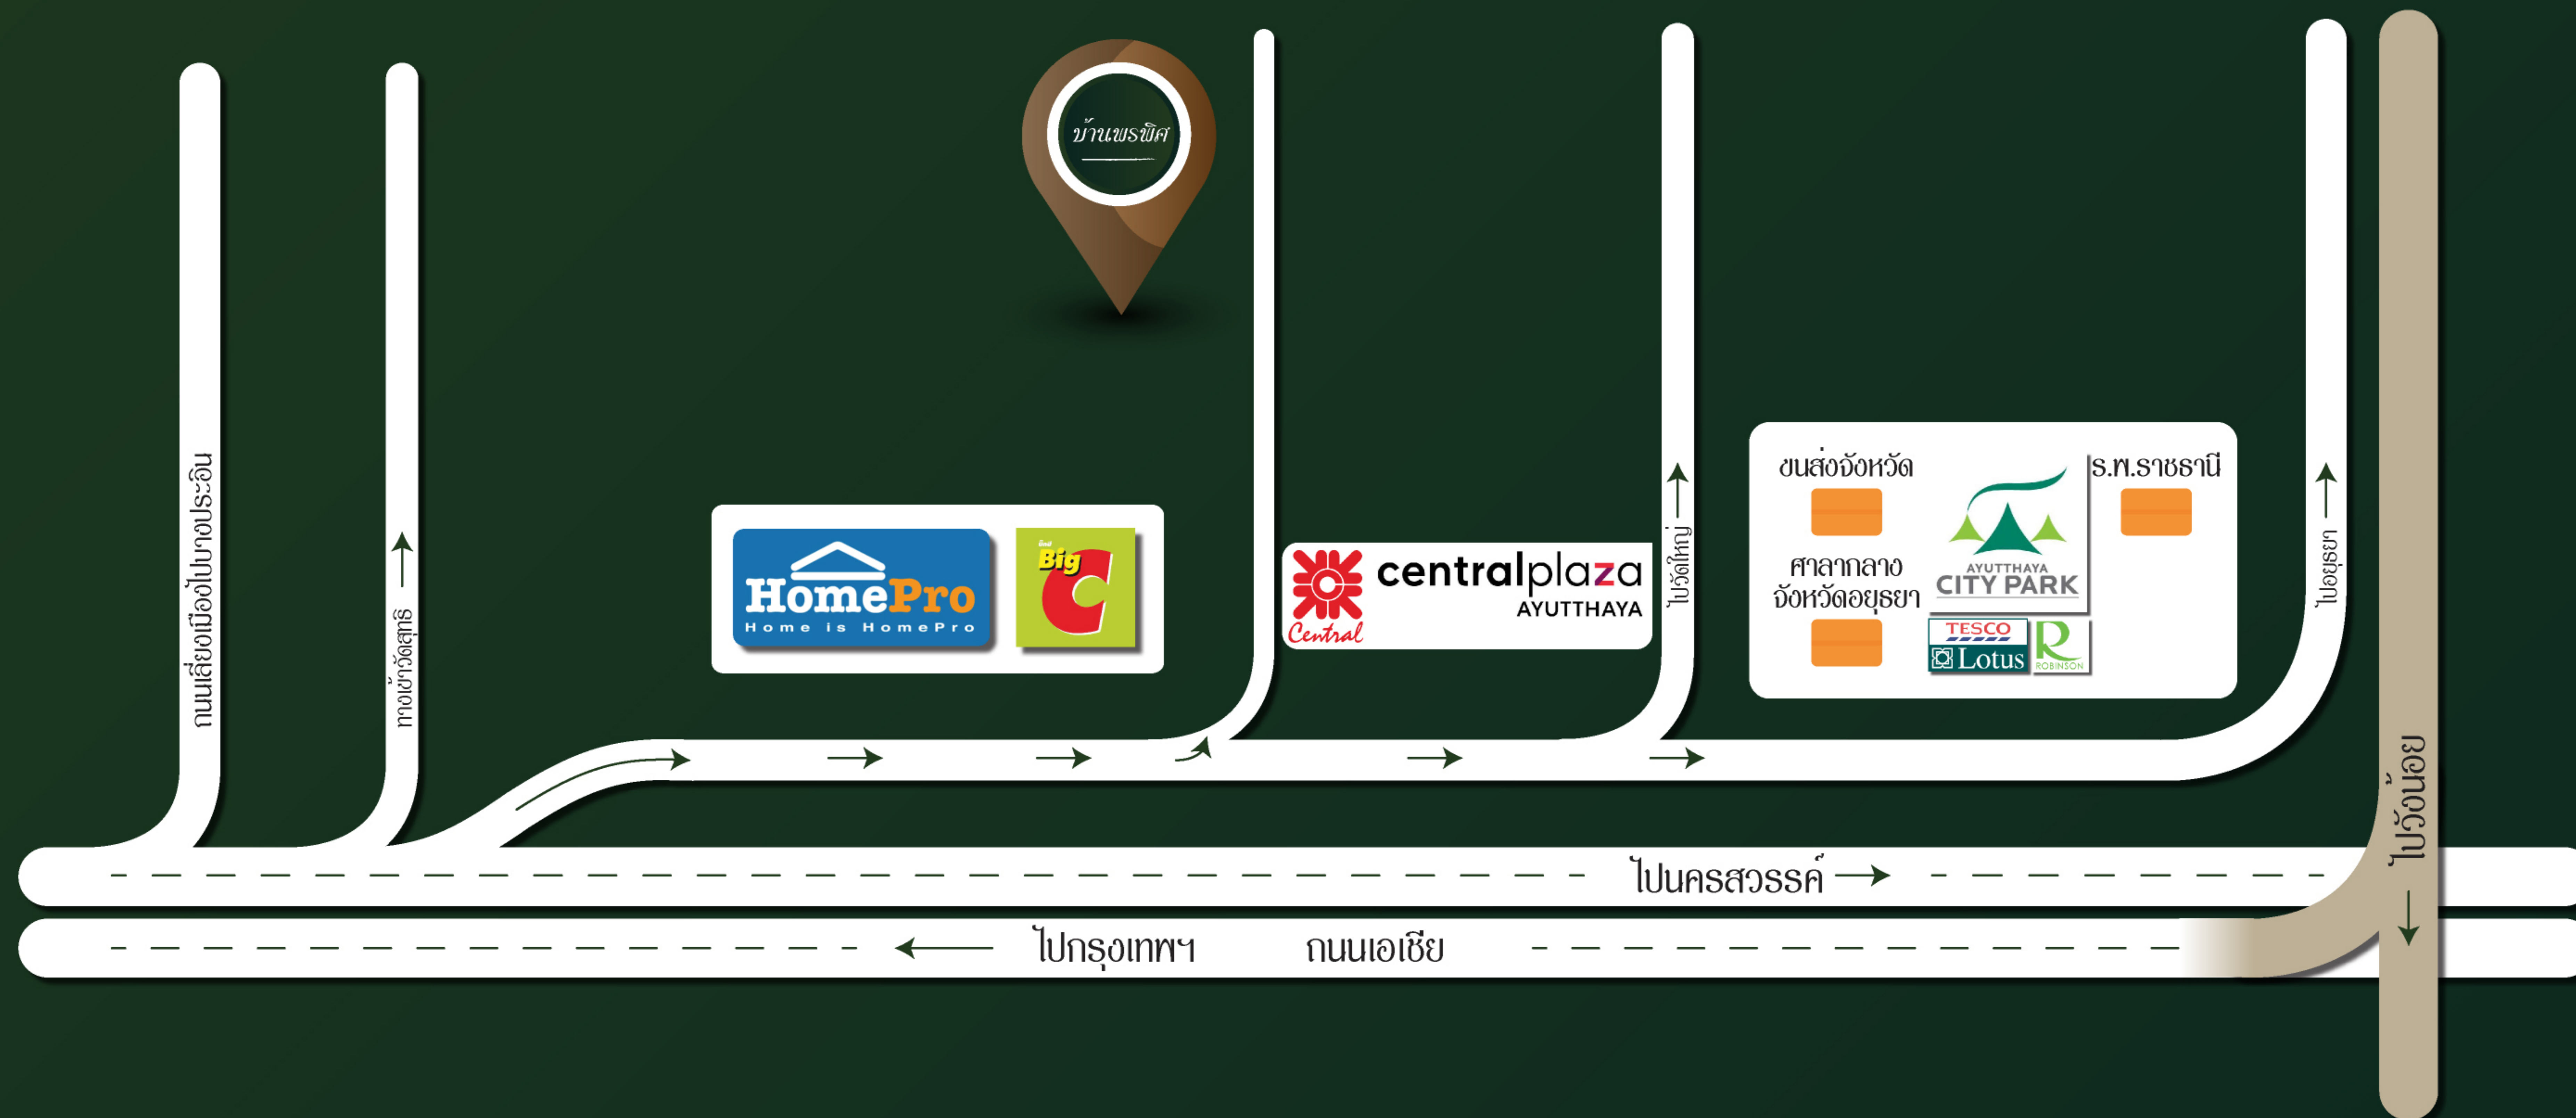 บ้านพรพิศ
ถนนเลี่ยงเมืองไปบางปะอิน
ทางเข้าวัดสุทธิ
HomePro
Home is HomePro
บิ๊กซี
Big C
Central
centralplaza
AYUTTHAYA
ไปวัดใหญ่
ขนส่งจังหวัด
ศาลากลาง
จังหวัดอยุธยา
AYUTTHAYA
CITY PARK
TESCO
Lotus
R
ROBINSON
ร.พ.ราชธานี
ไปอยุธยา
ไปวังน้อย
ไปนครสวรรค์
ไปกรุงเทพฯ
ถนนเอเชีย